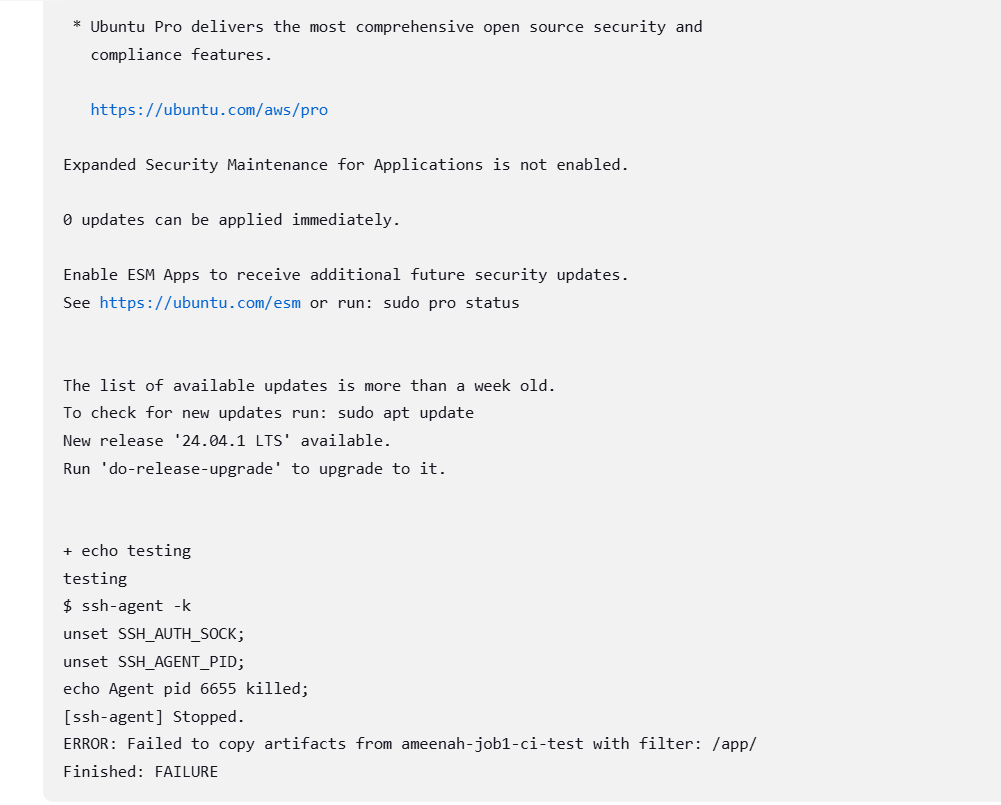 * Ubuntu Pro delivers the most comprehensive open source security and
compliance features.
https://ubuntu.com/aws/pro
Expanded Security Maintenance for Applications is not enabled.
0 updates can be applied immediately.
Enable ESM Apps to receive additional future security updates.
See https://ubuntu.com/esm or run: sudo pro status
The list of available updates is more than a week old.
To check for new updates run: sudo apt update
New release '24.04.1 LTS' available.
Run 'do-release-upgrade' to upgrade to it.
+ echo testing
testing
$ ssh-agent -k
unset SSH_AUTH_SOCK;
unset SSH_AGENT_PID;
echo Agent pid 6655 killed;
[ssh-agent] Stopped.
ERROR: Failed to copy artifacts from ameenah-job1-ci-test with filter: /app/
Finished: FAILURE